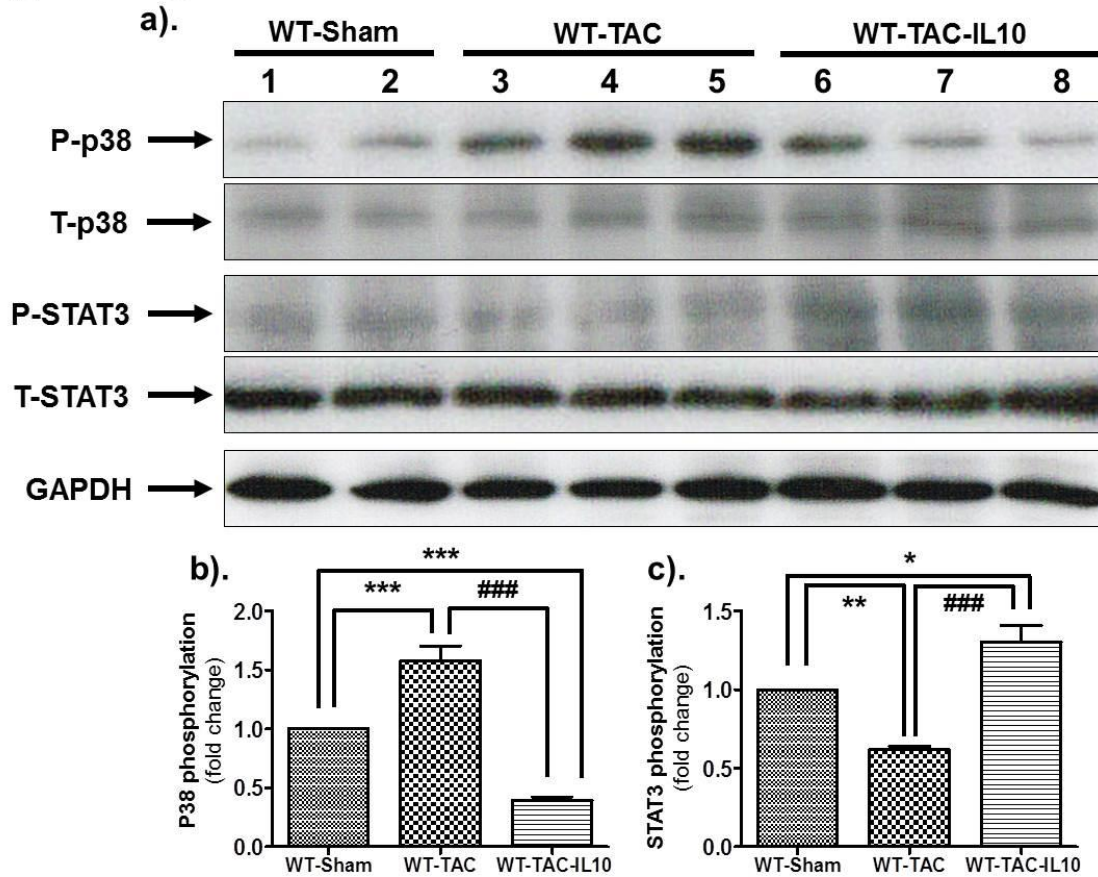 a).
WT-Sham WT-TAC WT-TAC-IL10
1 2 3 4 5 6 7 8
P-p38
T-p38
P-STAT3
T-STAT3
GAPDH
b).
***
*** ###
P38 phosphorylation
(fold change)
2.0
1.5
1.0
0.5
0.0
WT-Sham WT-TAC WT-TAC-IL10
c).
*
** ###
STAT3 phosphorylation
(fold change)
1.5
1.0
0.5
0.0
WT-Sham WT-TAC WT-TAC-IL10